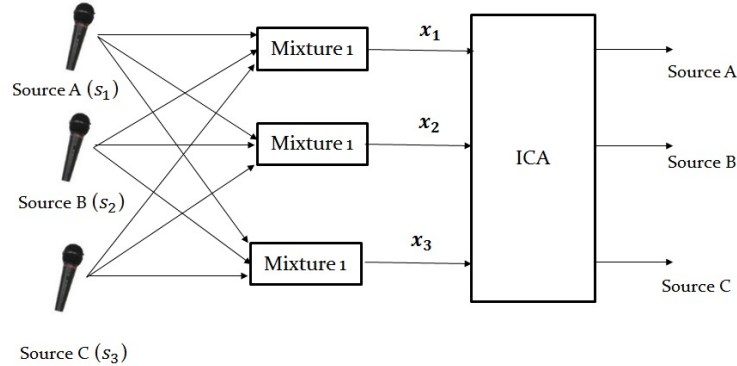 Source A (s₁)
Source B (s₂)
Source C (s₃)
Mixture 1
Mixture 1
Mixture 1
x₁
x₂
x₃
ICA
Source A
Source B
Source C